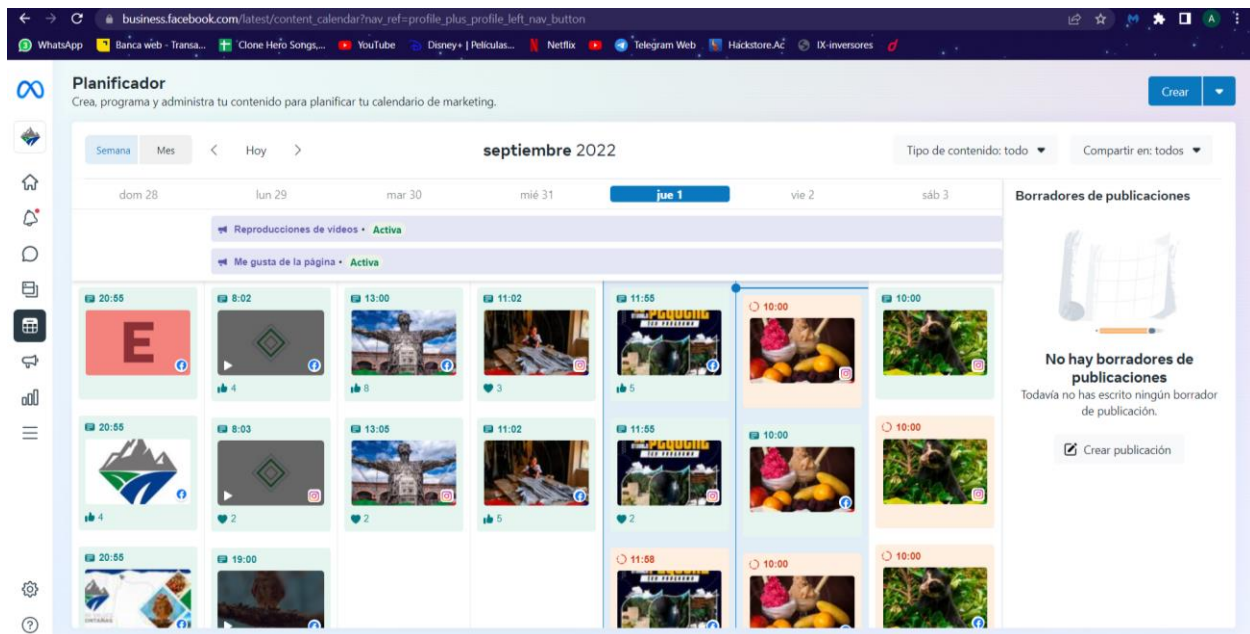 business.facebook.com/latest/content_calendar?nav_ref=profile_plus_profile_left_nav_button
WhatsApp Banca web - Transa... Clone Hero Songs,... YouTube Disney+ | Películas... Netflix Telegram Web Hackstore.Ac IX-inversores
Planificador
Crea, programa y administra tu contenido para planificar tu calendario de marketing.
Crear
Semana Mes Hoy septiembre 2022 Tipo de contenido: todo Compartir en: todos
dom 28 lun 29 mar 30 mié 31 jue 1 vie 2 sáb 3
Borradores de publicaciones
Reproducciones de videos • Activa
Me gusta de la página • Activa
20:55 8:02 13:00 11:02 11:55 10:00 10:00
E
4 8 3 5
No hay borradores de
publicaciones
Todavía no has escrito ningún borrador
de publicación.
Crear publicación
20:55 8:03 13:05 11:02 11:55 10:00 10:00
4 2 2 5 2
20:55 19:00 11:58 10:00 10:00